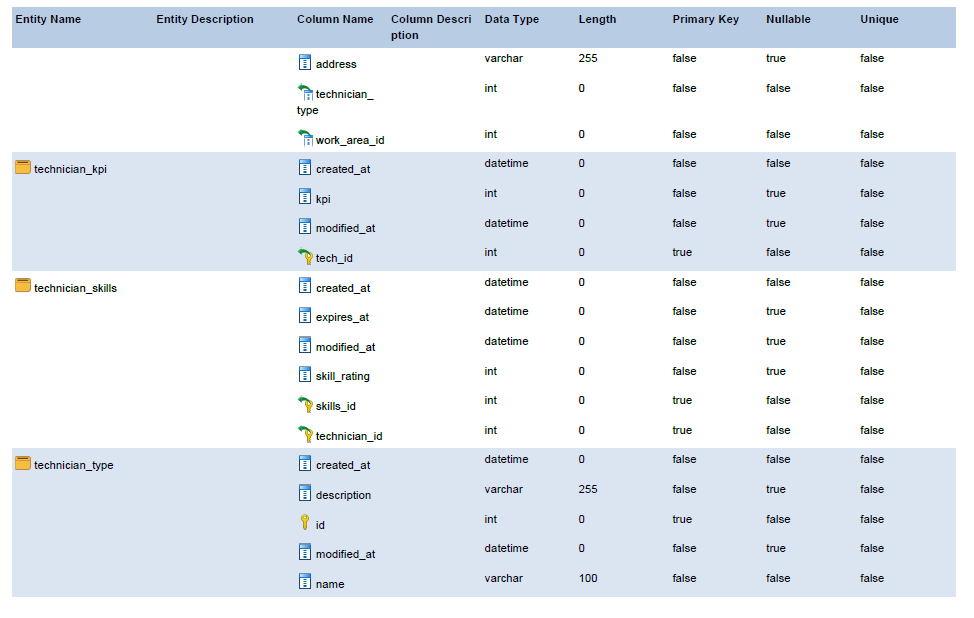 Entity Name Entity Description Column Name Column Descri Data Type Length Primary Key Nullable Unique
ption
address varchar 255 false true false
technician_ int 0 false false false
type
work_area_id int 0 false false false
technician_kpi created_at datetime 0 false false false
kpi int 0 false true false
modified_at datetime 0 false true false
tech_id int 0 true false false
technician_skills created_at datetime 0 false false false
expires_at datetime 0 false true false
modified_at datetime 0 false true false
skill_rating int 0 false true false
skills_id int 0 true false false
technician_id int 0 true false false
technician_type created_at datetime 0 false false false
description varchar 255 false true false
id int 0 true false false
modified_at datetime 0 false true false
name varchar 100 false false false